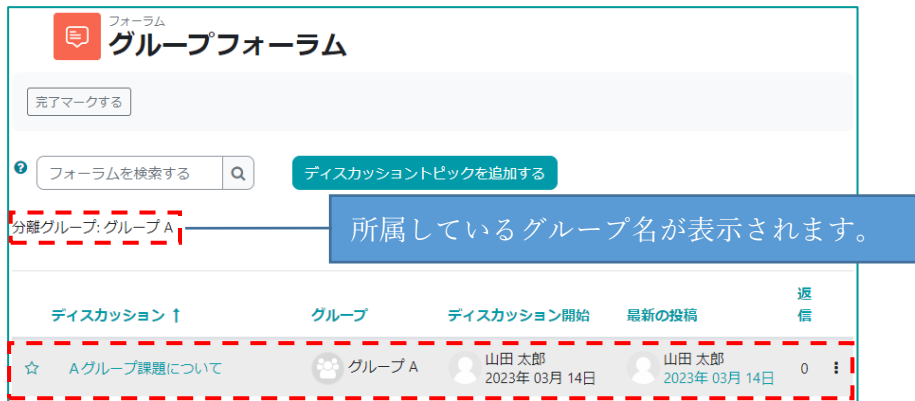 フォーラム
グループフォーラム
完了マークする
フォーラムを検索する
ディスカッショントピックを追加する
分離グループ: グループ A
所属しているグループ名が表示されます。
ディスカッション ↑ グループ ディスカッション開始 最新の投稿 返信
Aグループ課題について グループ A 山田 太郎 山田 太郎 0
2023年 03月 14日 2023年 03月 14日